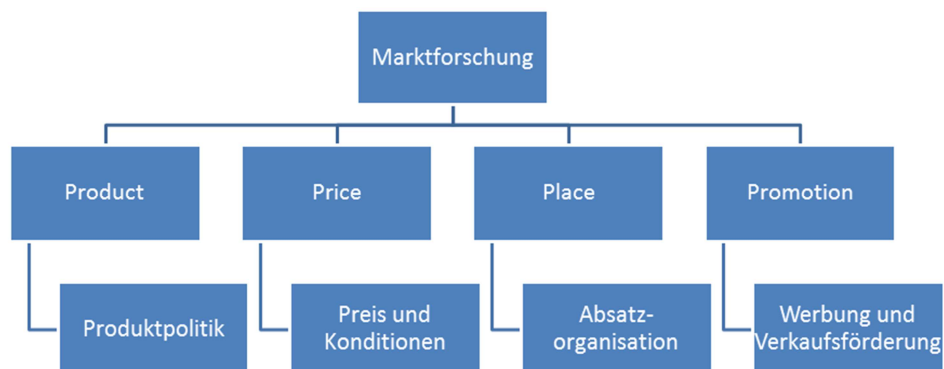 Marktforschung
Product
Price
Place
Promotion
Produktpolitik
Preis und
Konditionen
Absatz-
organisation
Werbung und
Verkaufsförderung